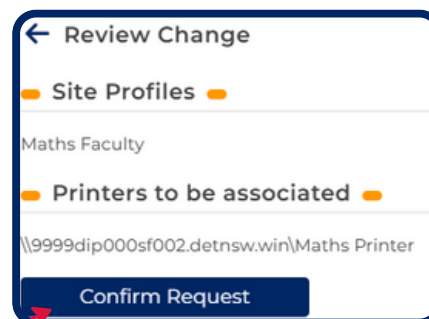 ← Review Change
Site Profiles
Maths Faculty
Printers to be associated
\\9999dip000sf002.detnsw.win\Maths Printer
Confirm Request